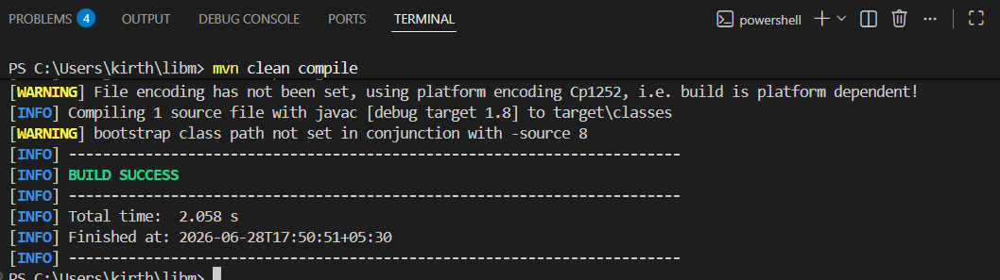 PROBLEMS 4 OUTPUT DEBUG CONSOLE PORTS TERMINAL powershell
PS C:\Users\kirth\libm> mvn clean compile
[WARNING] File encoding has not been set, using platform encoding Cp1252, i.e. build is platform dependent!
[INFO] Compiling 1 source file with javac [debug target 1.8] to target\classes
[WARNING] bootstrap class path not set in conjunction with -source 8
[INFO] ------------------------------------------------------------------------
[INFO] BUILD SUCCESS
[INFO] ------------------------------------------------------------------------
[INFO] Total time:  2.058 s
[INFO] Finished at: 2026-06-28T17:50:51+05:30
[INFO] ------------------------------------------------------------------------
PS C:\Users\kirth\libm>